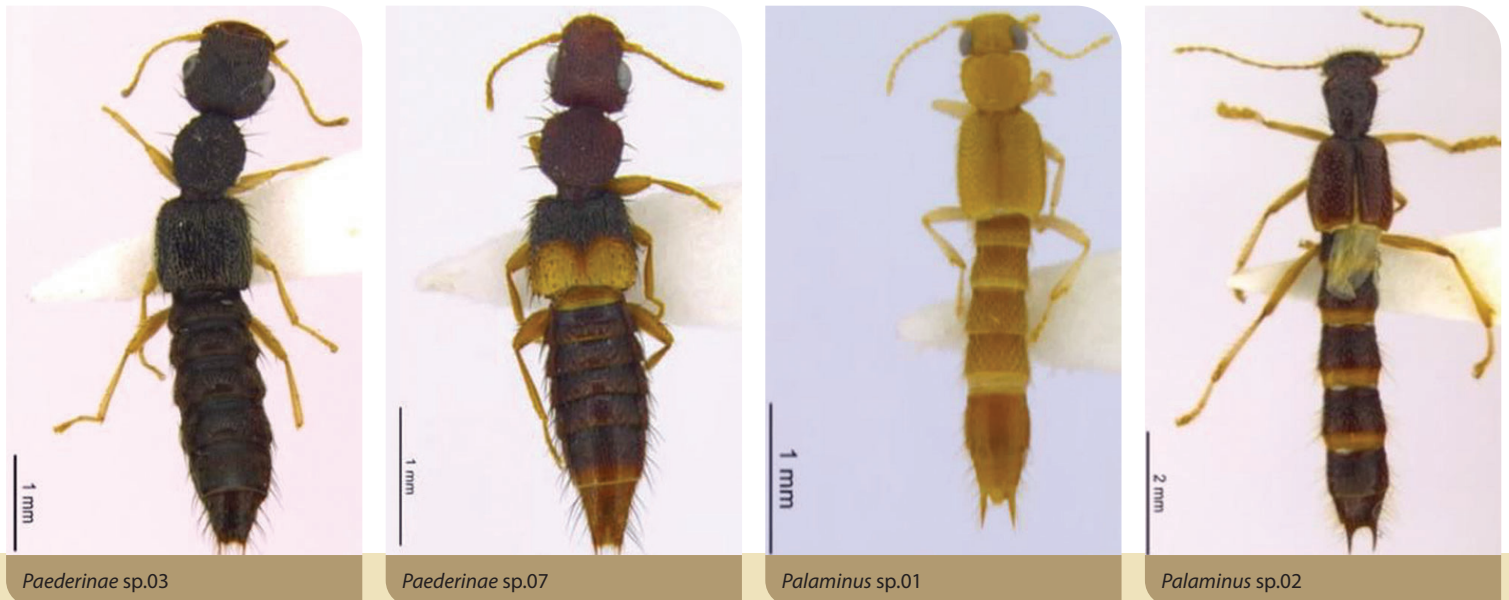 1 mm
1 mm
1 mm
2 mm
Paederinae sp.03
Paederinae sp.07
Palaminus sp.01
Palaminus sp.02